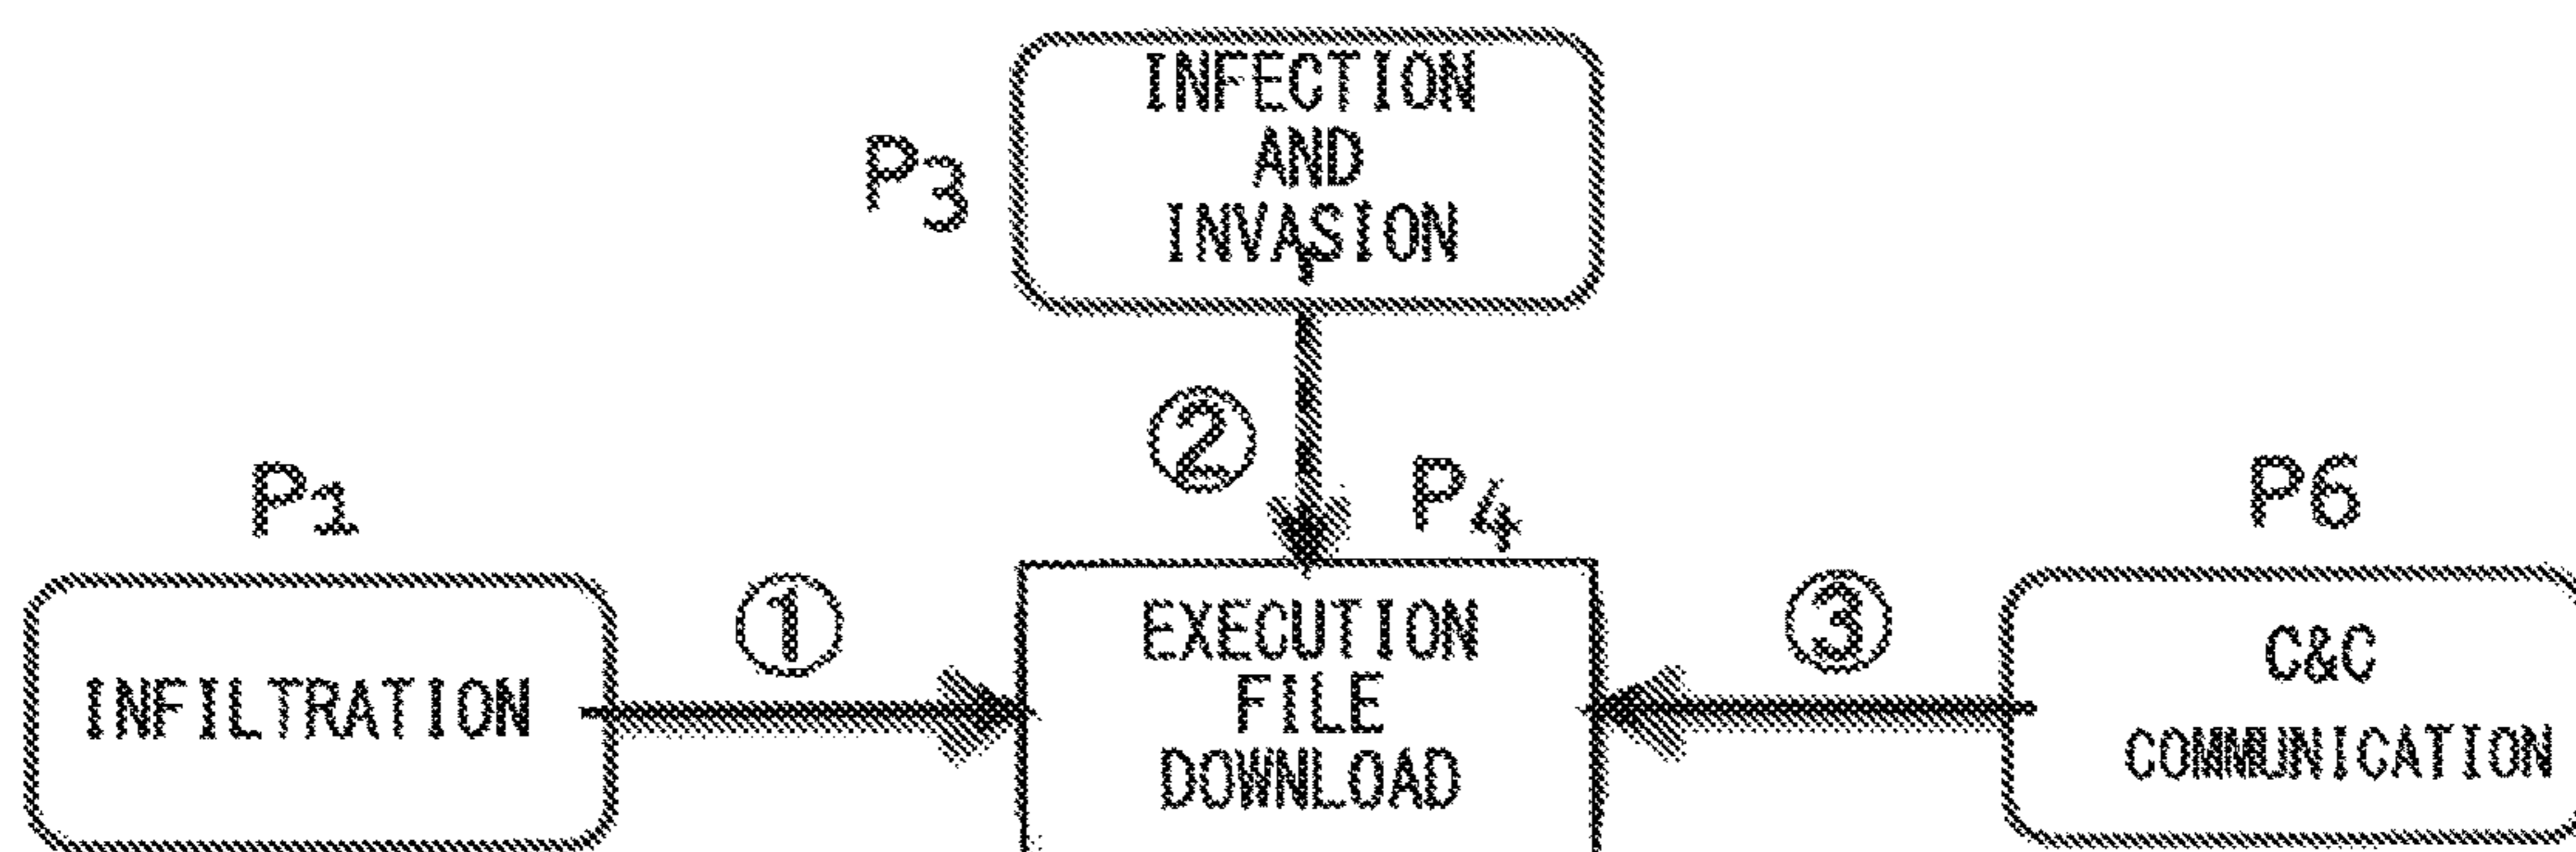 INFECTION
AND
INVASION
P3
②
P4
P1
P6
①
③
INFILTRATION
EXECUTION
FILE
DOWNLOAD
C&C
COMMUNICATION